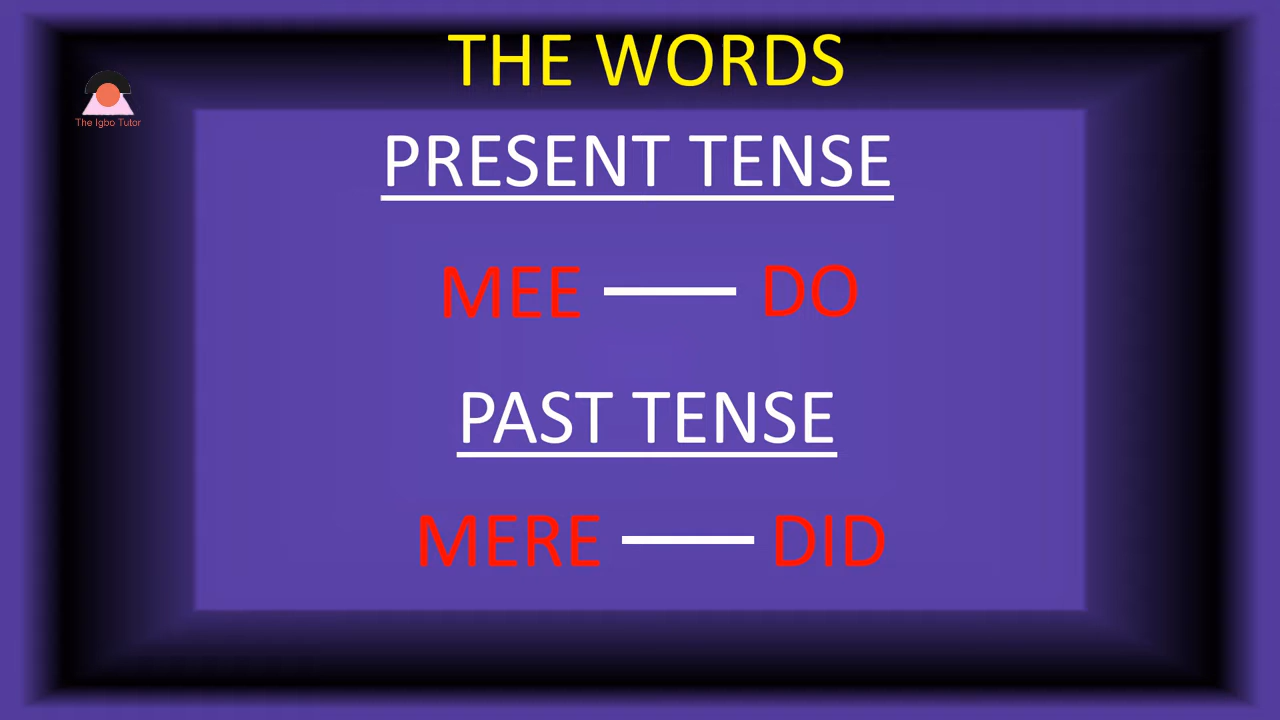 THE WORDS
The Igbo Tutor
PRESENT TENSE
MEE —— DO
PAST TENSE
MERE —— DID